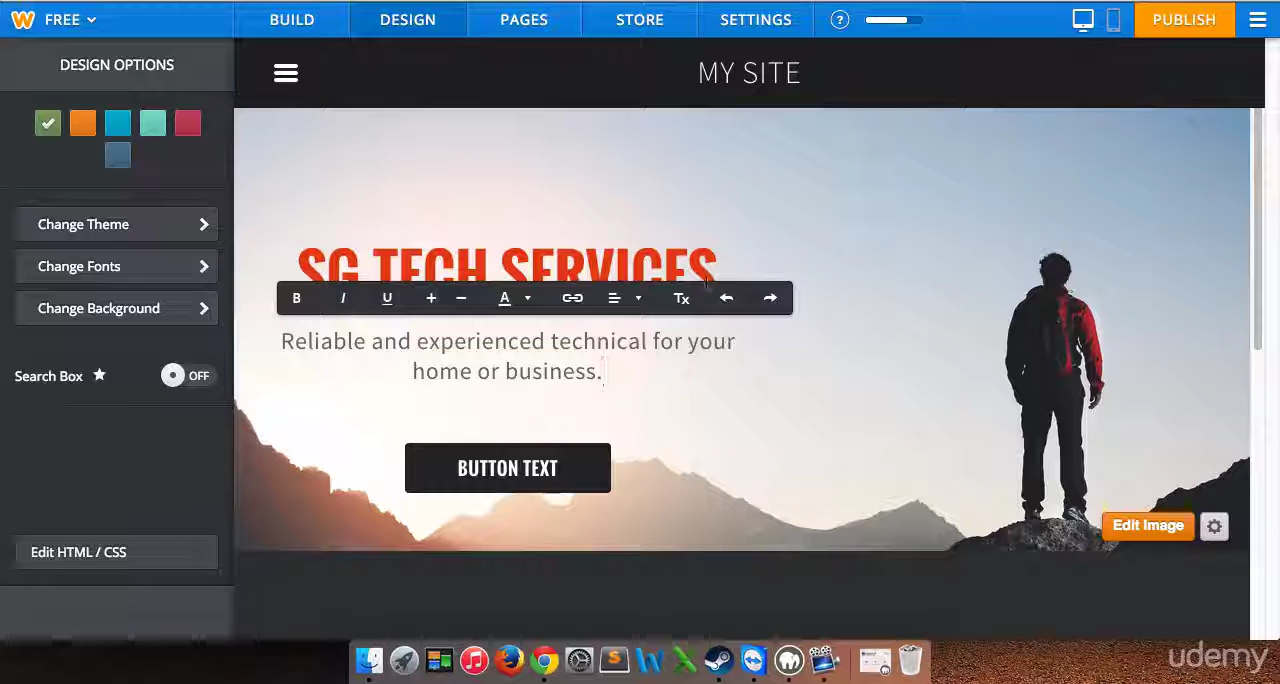 FREE BUILD DESIGN PAGES STORE SETTINGS ? PUBLISH
DESIGN OPTIONS
MY SITE
Change Theme
Change Fonts
Change Background
Search Box OFF
Edit HTML / CSS
SG TECH SERVICES
B I U + − A Tx
Reliable and experienced technical for your
home or business.
BUTTON TEXT
Edit Image
udemy